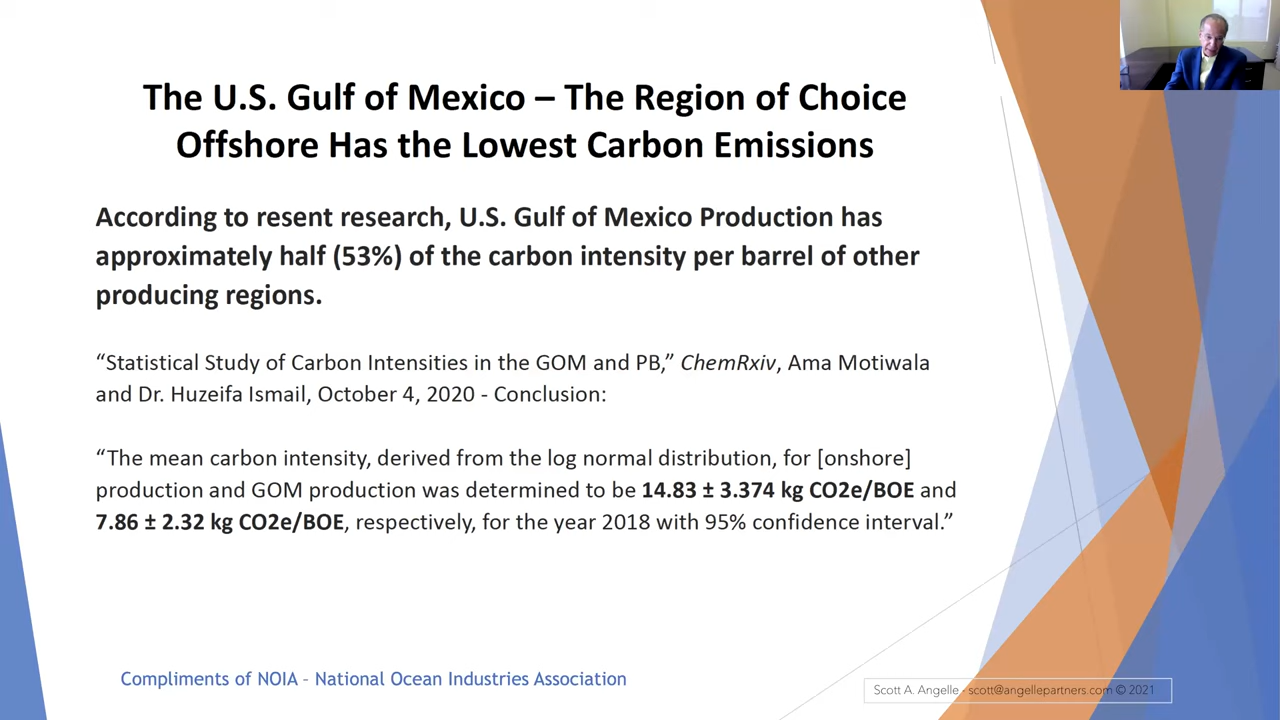 The U.S. Gulf of Mexico – The Region of Choice
Offshore Has the Lowest Carbon Emissions
According to resent research, U.S. Gulf of Mexico Production has
approximately half (53%) of the carbon intensity per barrel of other
producing regions.
“Statistical Study of Carbon Intensities in the GOM and PB,” ChemRxiv, Ama Motiwala
and Dr. Huzeifa Ismail, October 4, 2020 - Conclusion:
“The mean carbon intensity, derived from the log normal distribution, for [onshore]
production and GOM production was determined to be 14.83 ± 3.374 kg CO2e/BOE and
7.86 ± 2.32 kg CO2e/BOE, respectively, for the year 2018 with 95% confidence interval.”
Compliments of NOIA – National Ocean Industries Association
Scott A. Angelle - scott@angellepartners.com © 2021